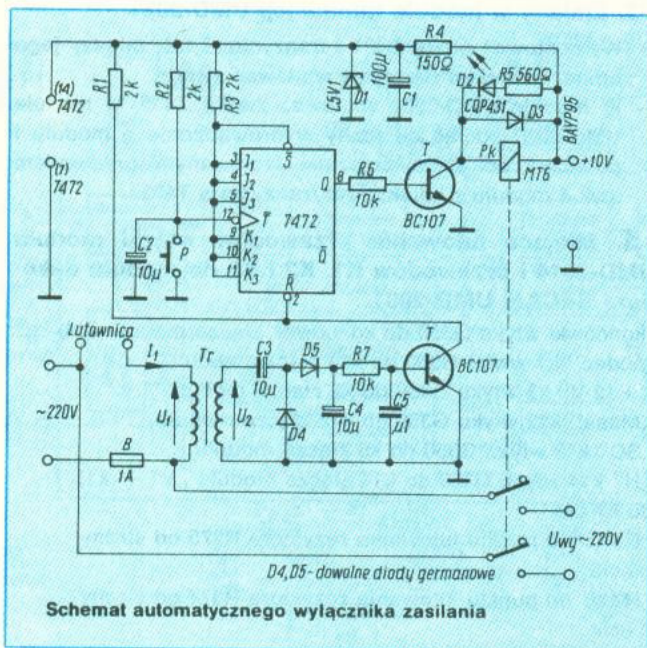 R4
150Ω
D2
R5 560Ω
CQP431
D3
BAYP95
Pk
MT6
+10V
R1
2k
R2
2k
R3
2k
C5V1
D1
100μ
C1
(14)
7472
(7)
7472
3 J1
4 J2
5 J3
12 T
9 K1
10 K2
11 K3
S
7472
Q 8
Q
R
2
R6
10k
T
BC107
C2
10μ
P
Lutownica
I1
Tr
U1
U2
C3
10μ
D5
D4
C4
10μ
R7
10k
C5
μ1
T
BC107
~220V
B
1A
Uwy~220V
D4,D5- dowolne diody germanowe
Schemat automatycznego wyłącznika zasilania